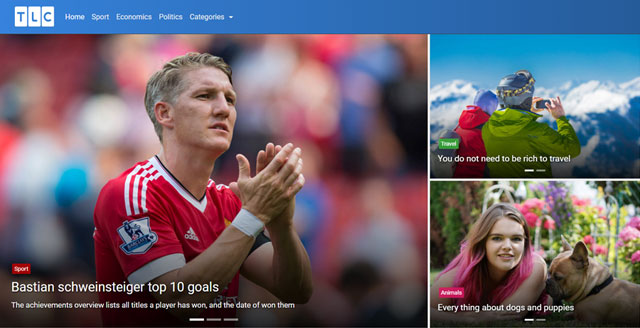 TLC
Home Sport Economics Politics Categories
Sport
Bastian schweinsteiger top 10 goals
The achievements overview lists all titles a player has won, and the date of won them
Travel
You do not need to be rich to travel
Animals
Every thing about dogs and puppies